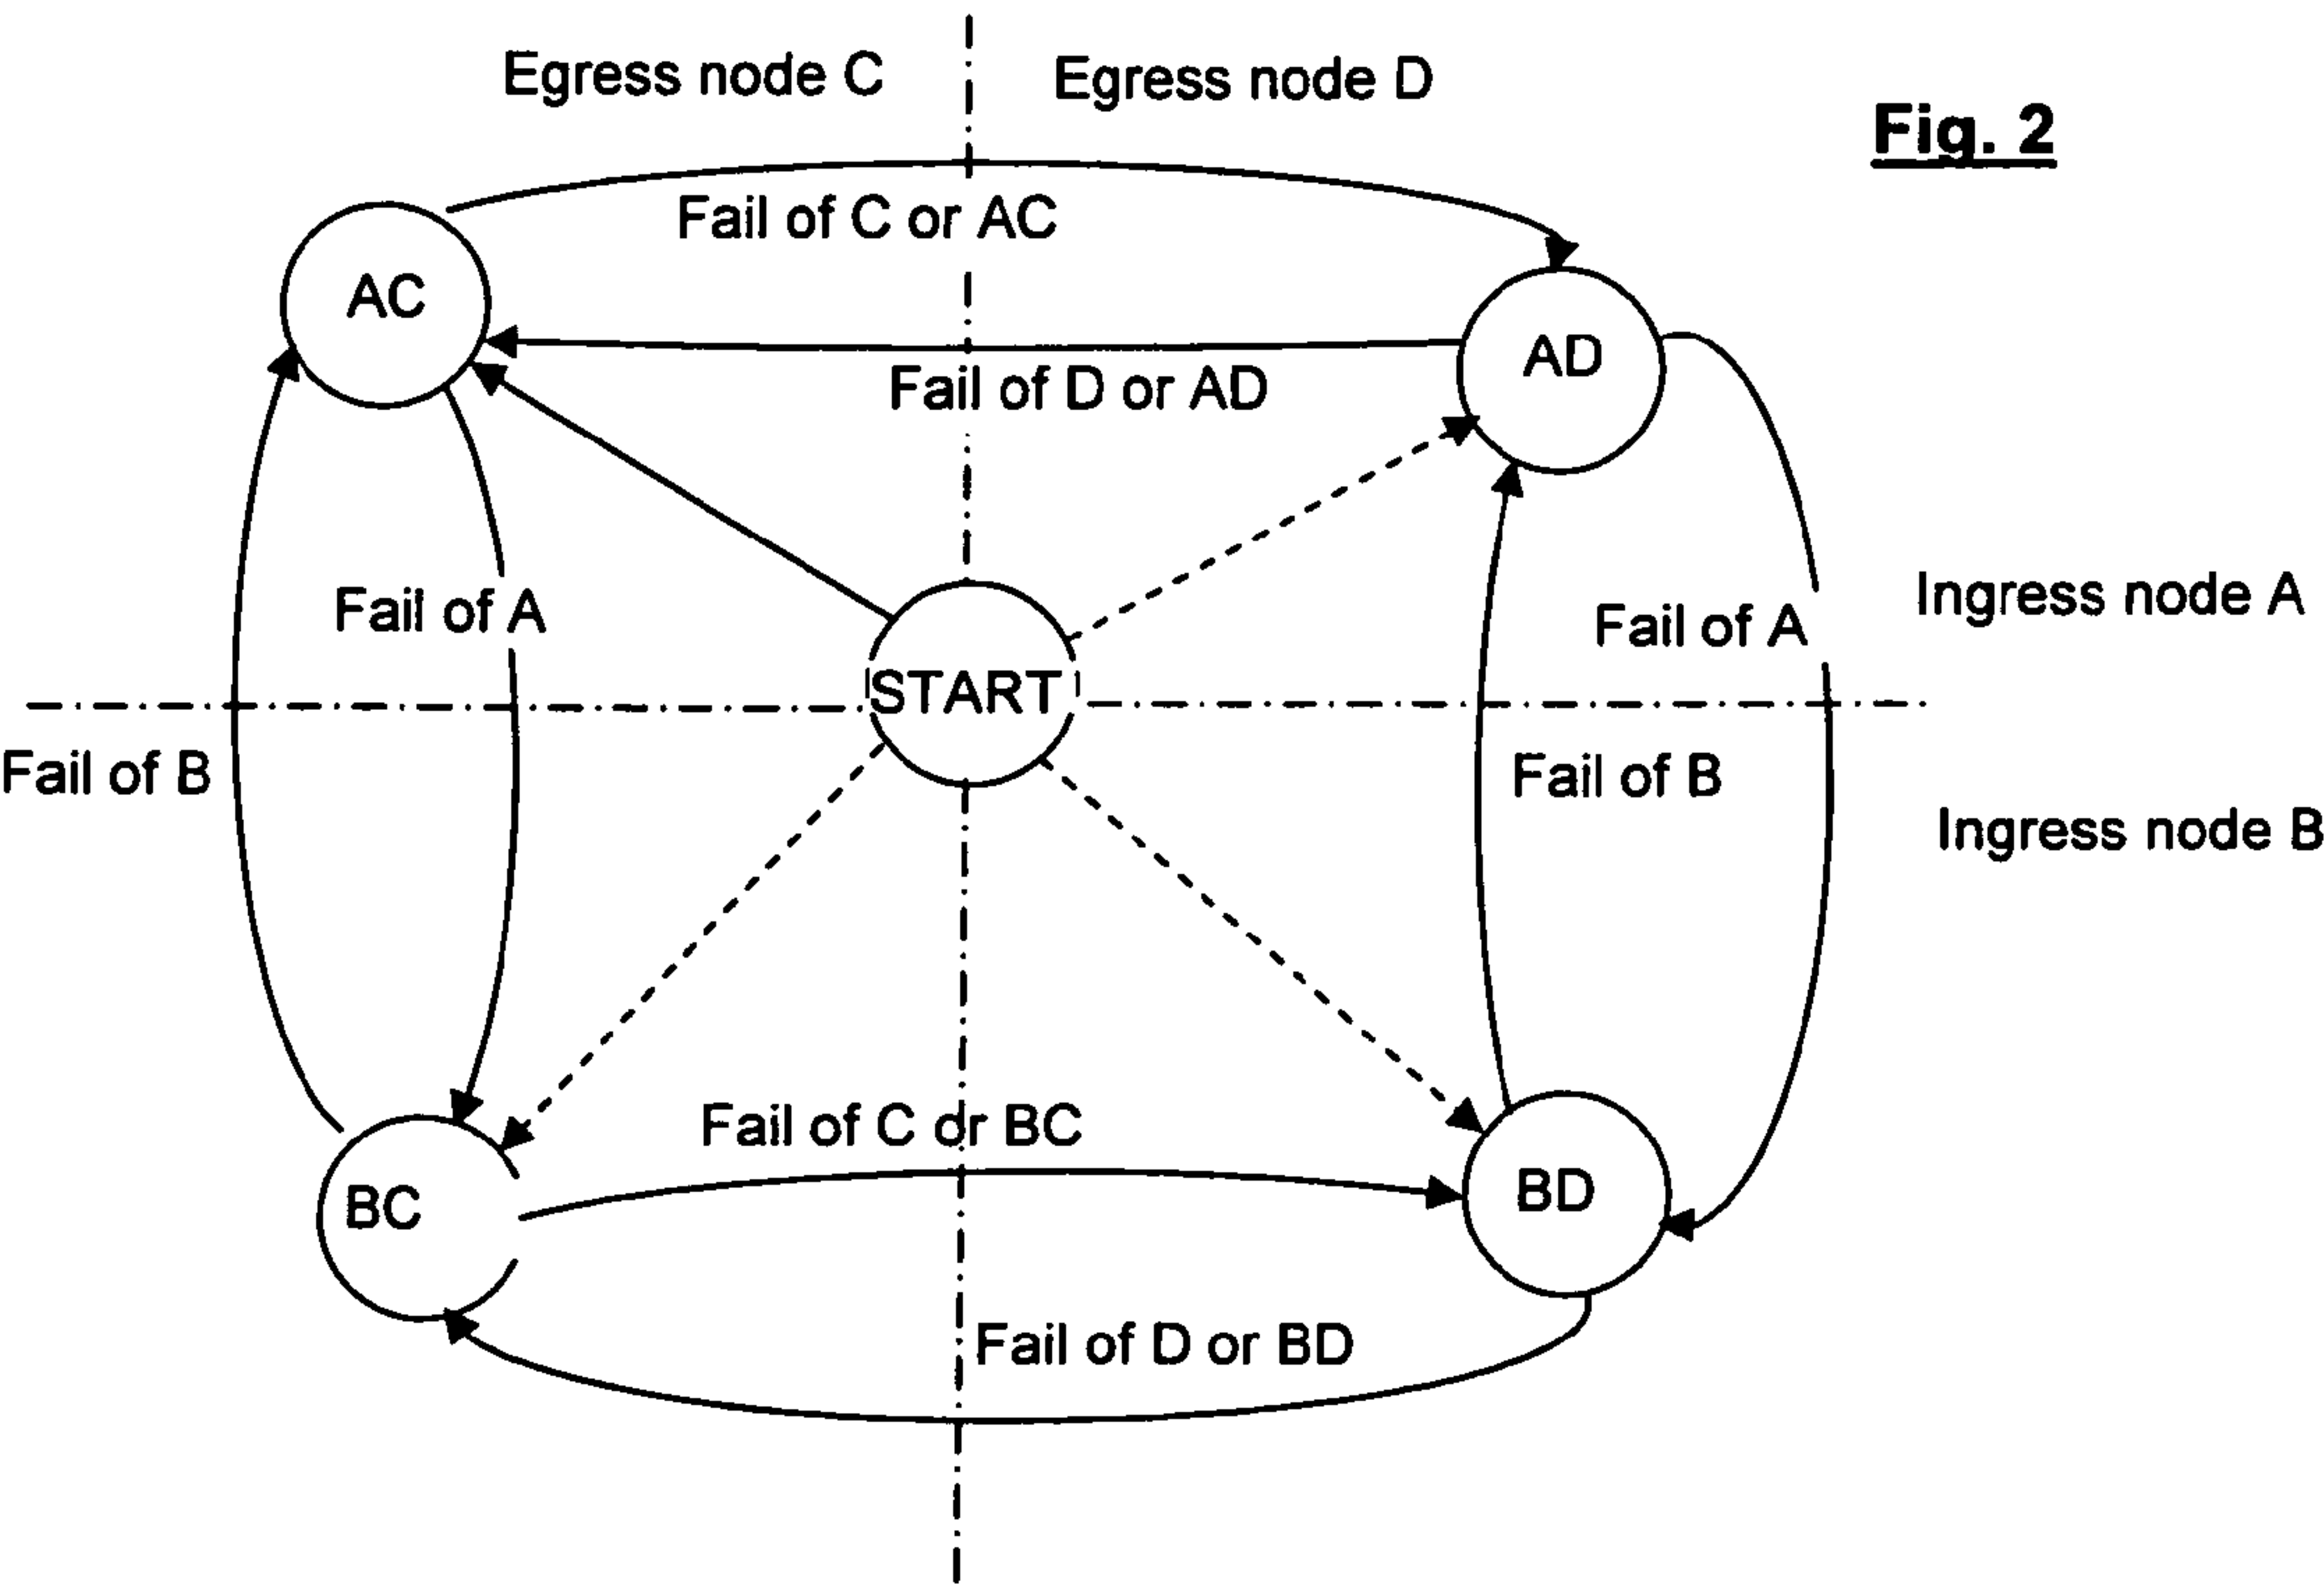 Egress node C
Egress node D
Fig. 2
Fail of C or AC
AC
AD
Fail of D or AD
Ingress node A
Fail of A
Fail of A
START
Fail of B
Fail of B
Ingress node B
Fail of C or BC
BC
BD
Fail of D or BD